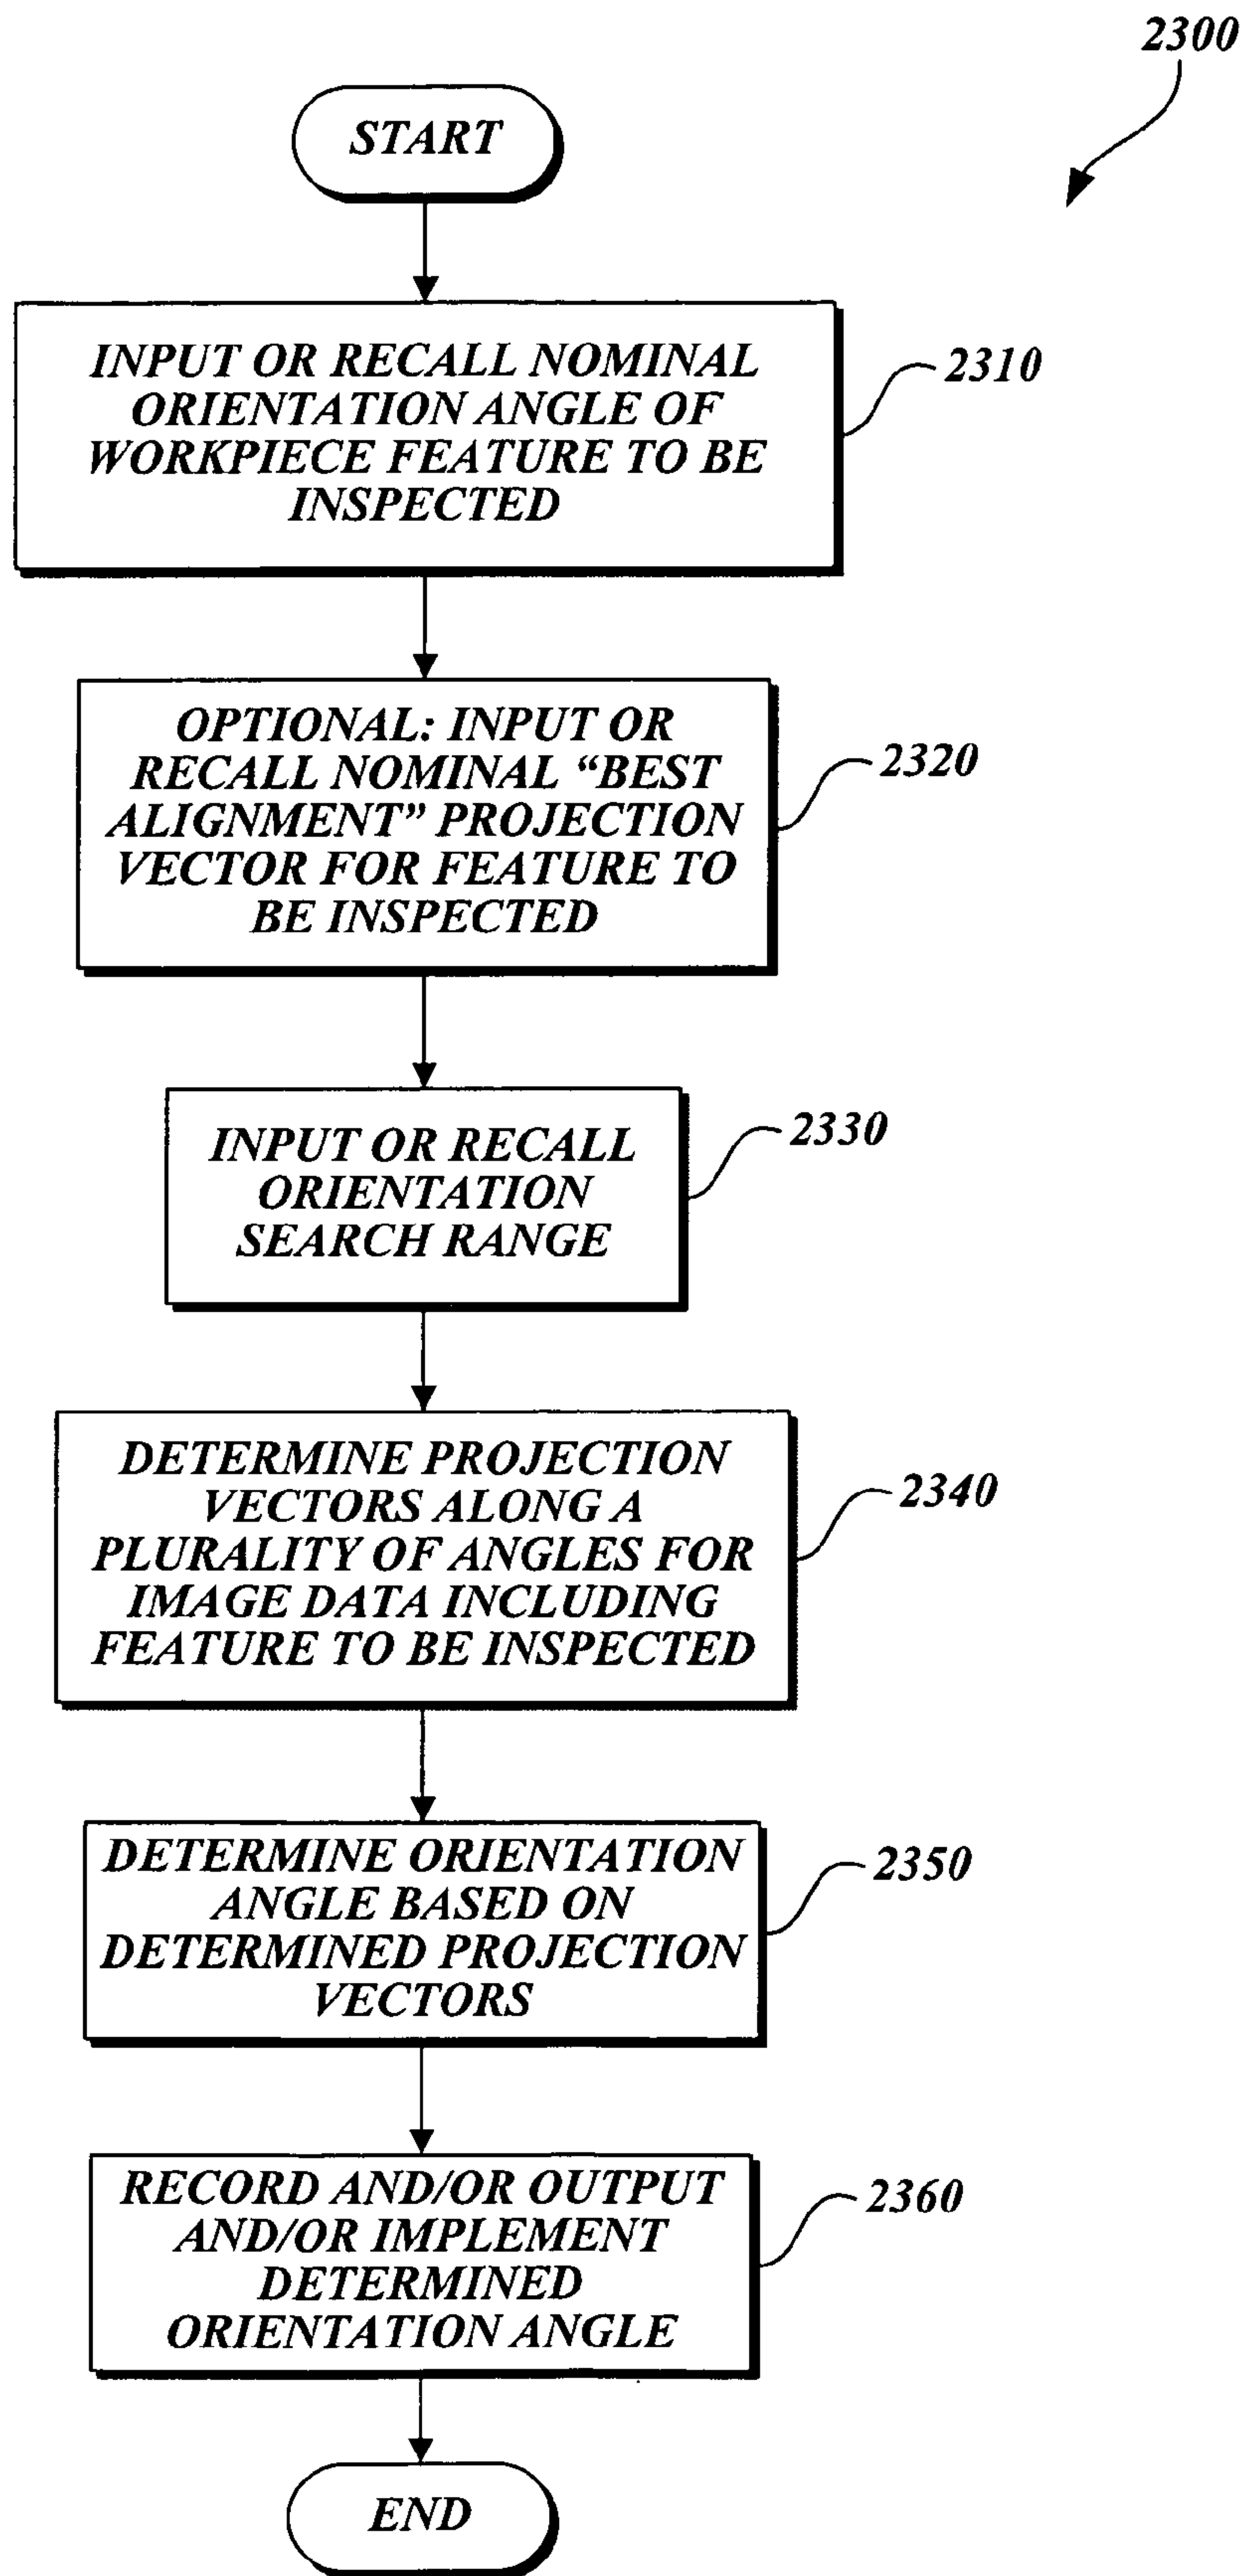 2300
START
INPUT OR RECALL NOMINAL
ORIENTATION ANGLE OF
WORKPIECE FEATURE TO BE
INSPECTED
2310
OPTIONAL: INPUT OR
RECALL NOMINAL “BEST
ALIGNMENT” PROJECTION
VECTOR FOR FEATURE TO
BE INSPECTED
2320
INPUT OR RECALL
ORIENTATION
SEARCH RANGE
2330
DETERMINE PROJECTION
VECTORS ALONG A
PLURALITY OF ANGLES FOR
IMAGE DATA INCLUDING
FEATURE TO BE INSPECTED
2340
DETERMINE ORIENTATION
ANGLE BASED ON
DETERMINED PROJECTION
VECTORS
2350
RECORD AND/OR OUTPUT
AND/OR IMPLEMENT
DETERMINED
ORIENTATION ANGLE
2360
END